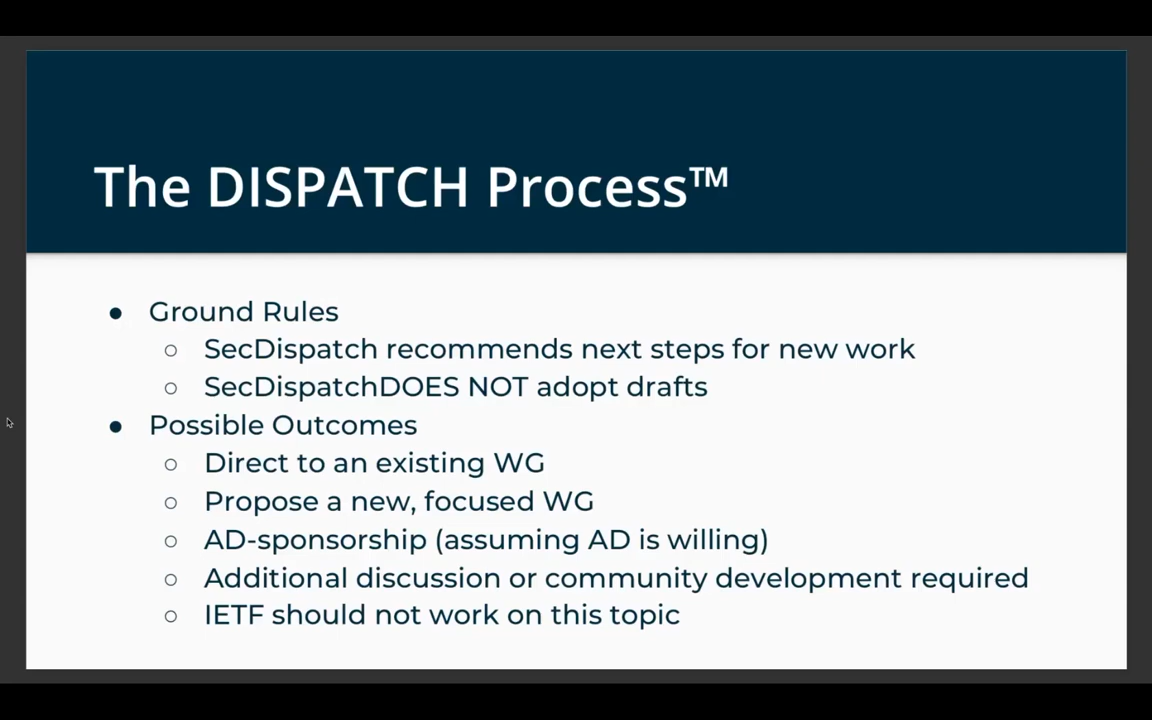 The DISPATCH Process™
● Ground Rules
○ SecDispatch recommends next steps for new work
○ SecDispatchDOES NOT adopt drafts
● Possible Outcomes
○ Direct to an existing WG
○ Propose a new, focused WG
○ AD-sponsorship (assuming AD is willing)
○ Additional discussion or community development required
○ IETF should not work on this topic